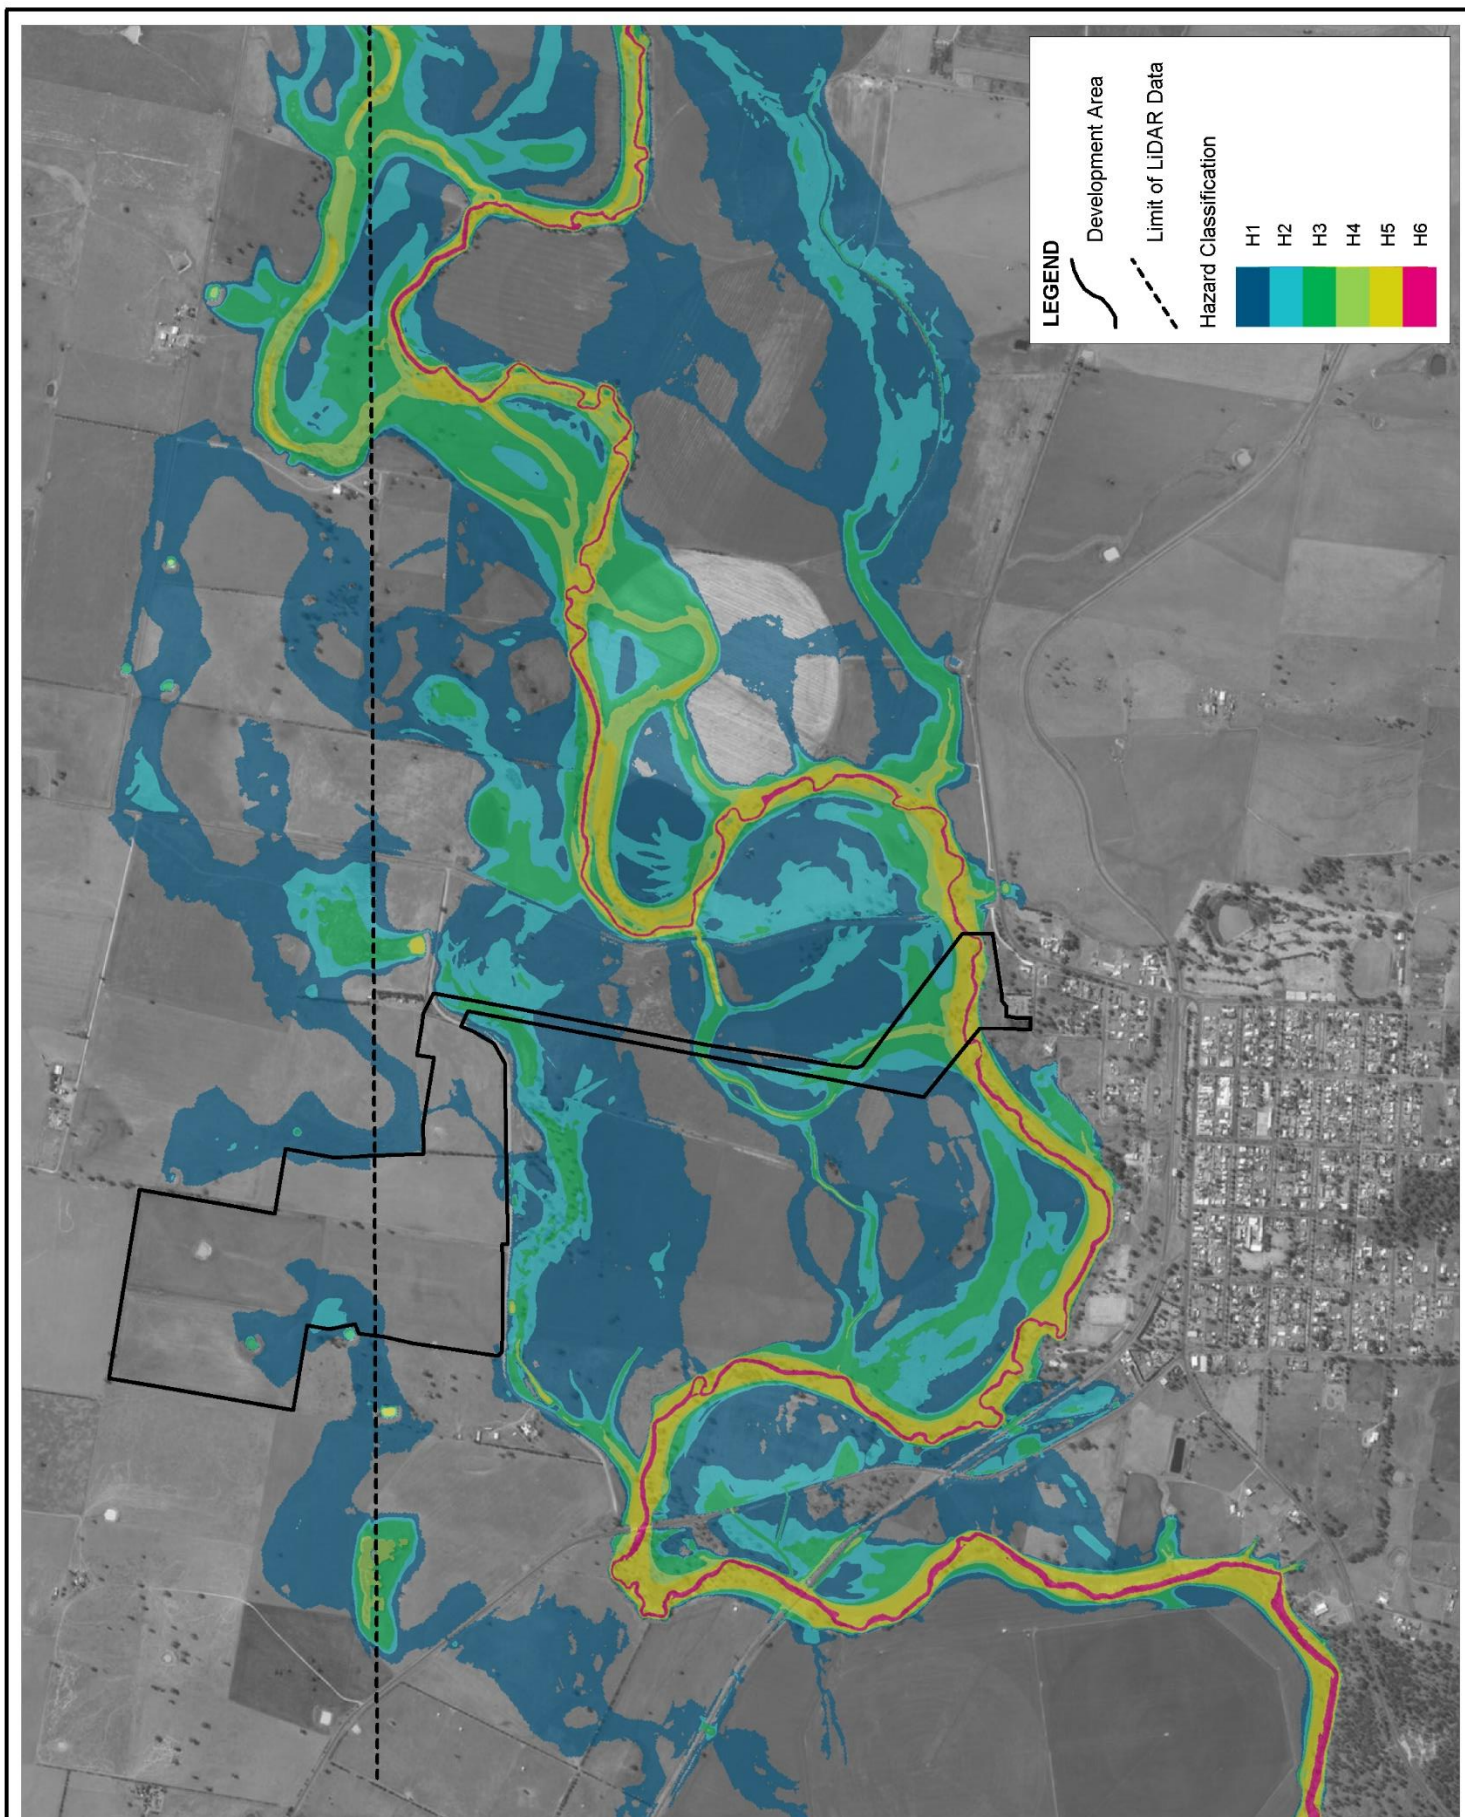 LEGEND
Development Area
Limit of LiDAR Data
Hazard Classification
H1
H2
H3
H4
H5
H6